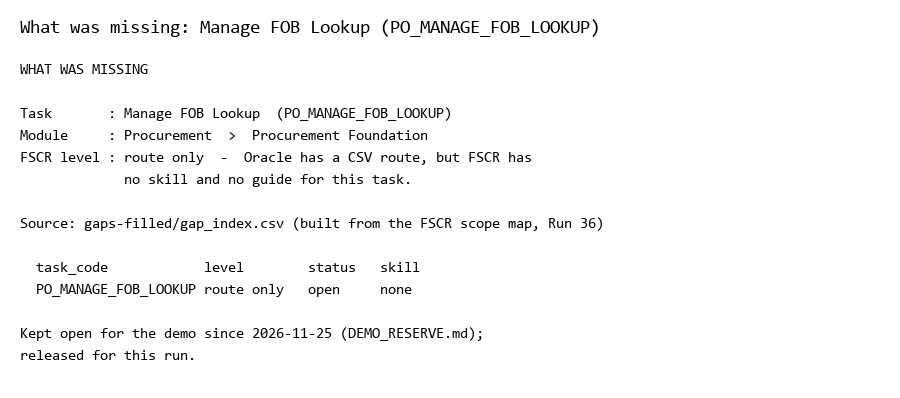 What was missing: Manage FOB Lookup (PO_MANAGE_FOB_LOOKUP)
WHAT WAS MISSING
Task       : Manage FOB Lookup  (PO_MANAGE_FOB_LOOKUP)
Module     : Procurement  >  Procurement Foundation
FSCR level : route only  -  Oracle has a CSV route, but FSCR has
             no skill and no guide for this task.
Source: gaps-filled/gap_index.csv (built from the FSCR scope map, Run 36)
  task_code            level        status   skill
  PO_MANAGE_FOB_LOOKUP route only   open     none
Kept open for the demo since 2026-11-25 (DEMO_RESERVE.md);
released for this run.